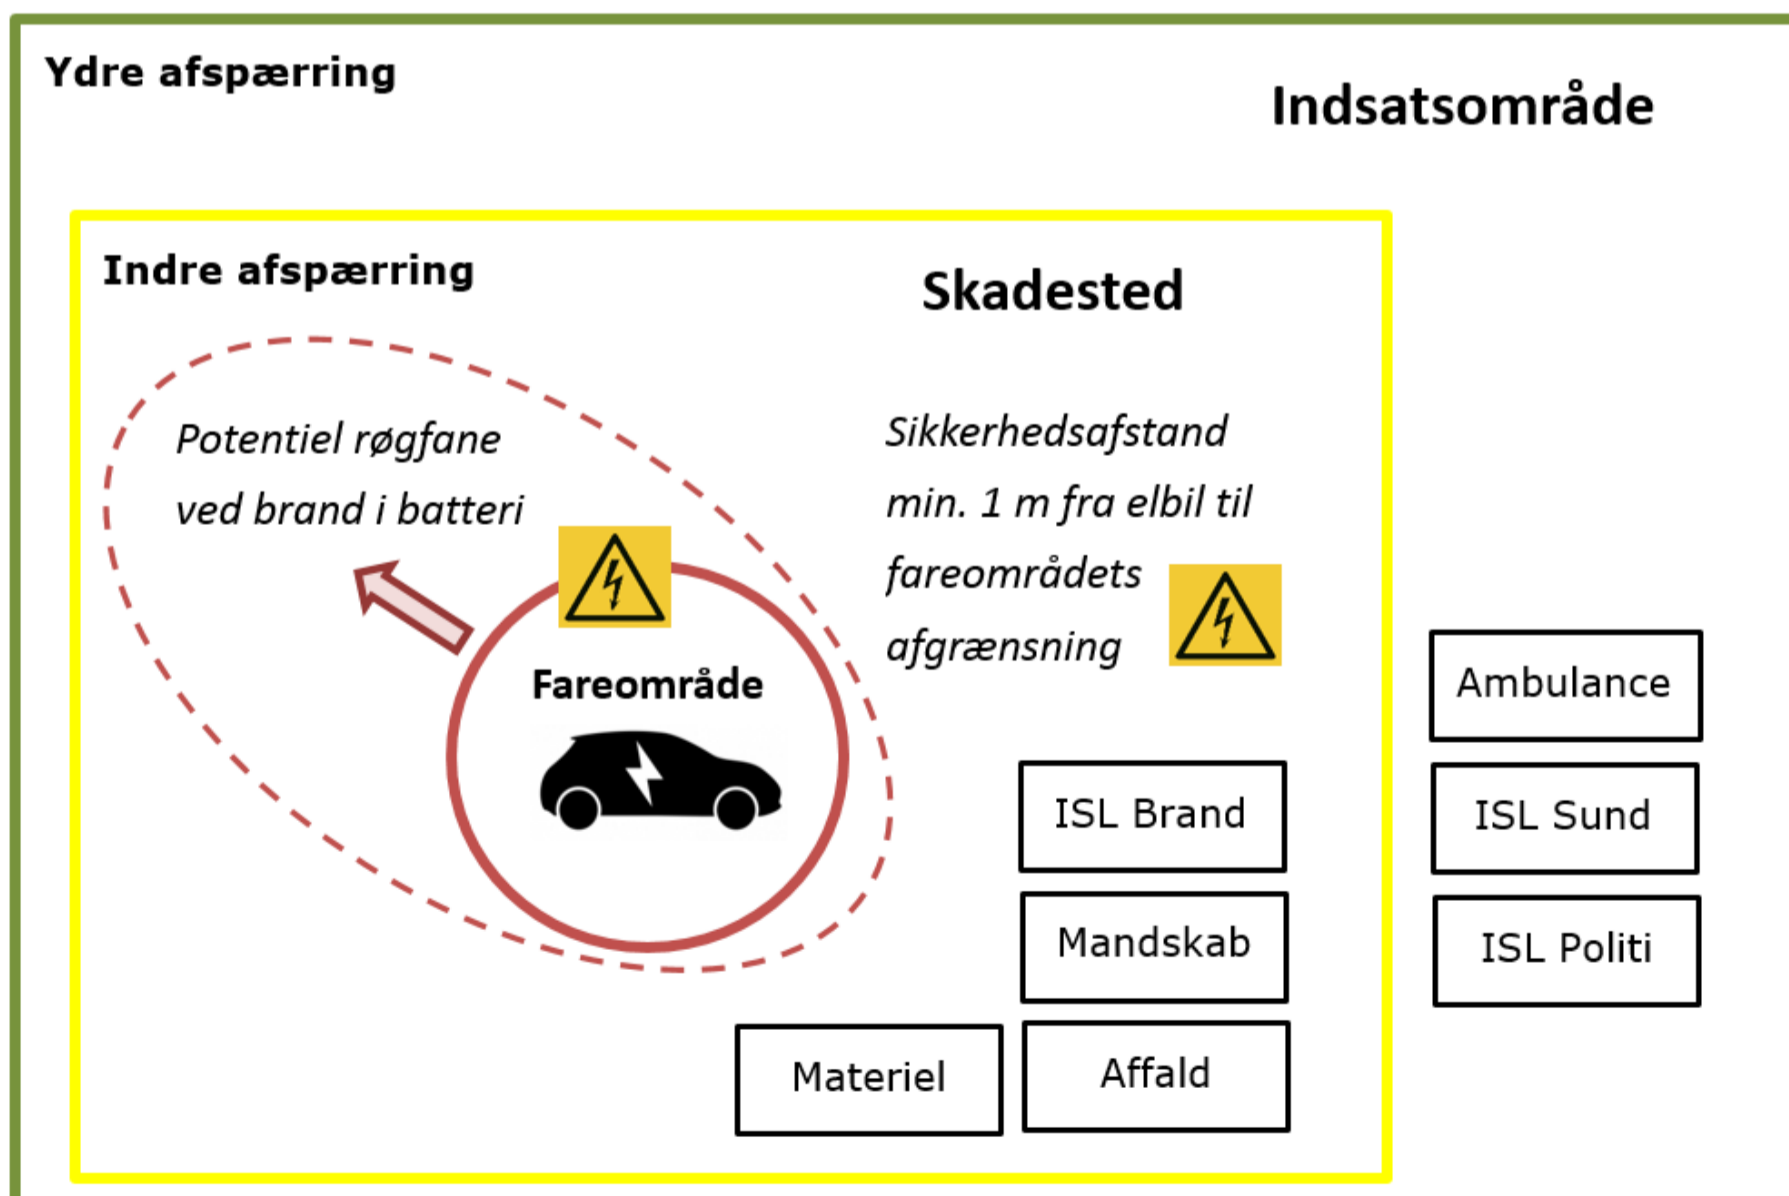 Ydre afspærring
Indsatsområde
Indre afspærring
Skadested
Potentiel røgfane
ved brand i batteri
Sikkerhedsafstand
min. 1 m fra elbil til
fareområdets
afgrænsning
Fareområde
Ambulance
ISL Brand
ISL Sund
Mandskab
ISL Politi
Materiel
Affald